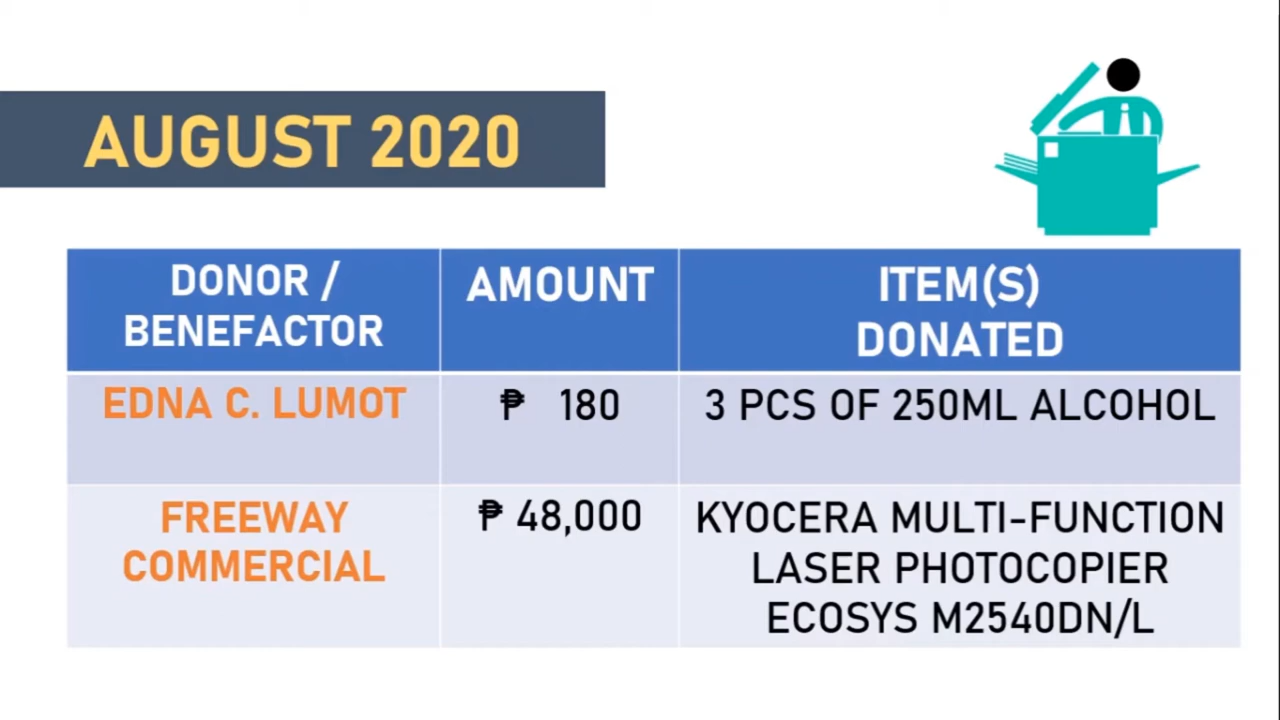 AUGUST 2020
DONOR /
BENEFACTOR
AMOUNT
ITEM(S)
DONATED
EDNA C. LUMOT
₱ 180
3 PCS OF 250ML ALCOHOL
FREEWAY
COMMERCIAL
₱ 48,000
KYOCERA MULTI-FUNCTION
LASER PHOTOCOPIER
ECOSYS M2540DN/L